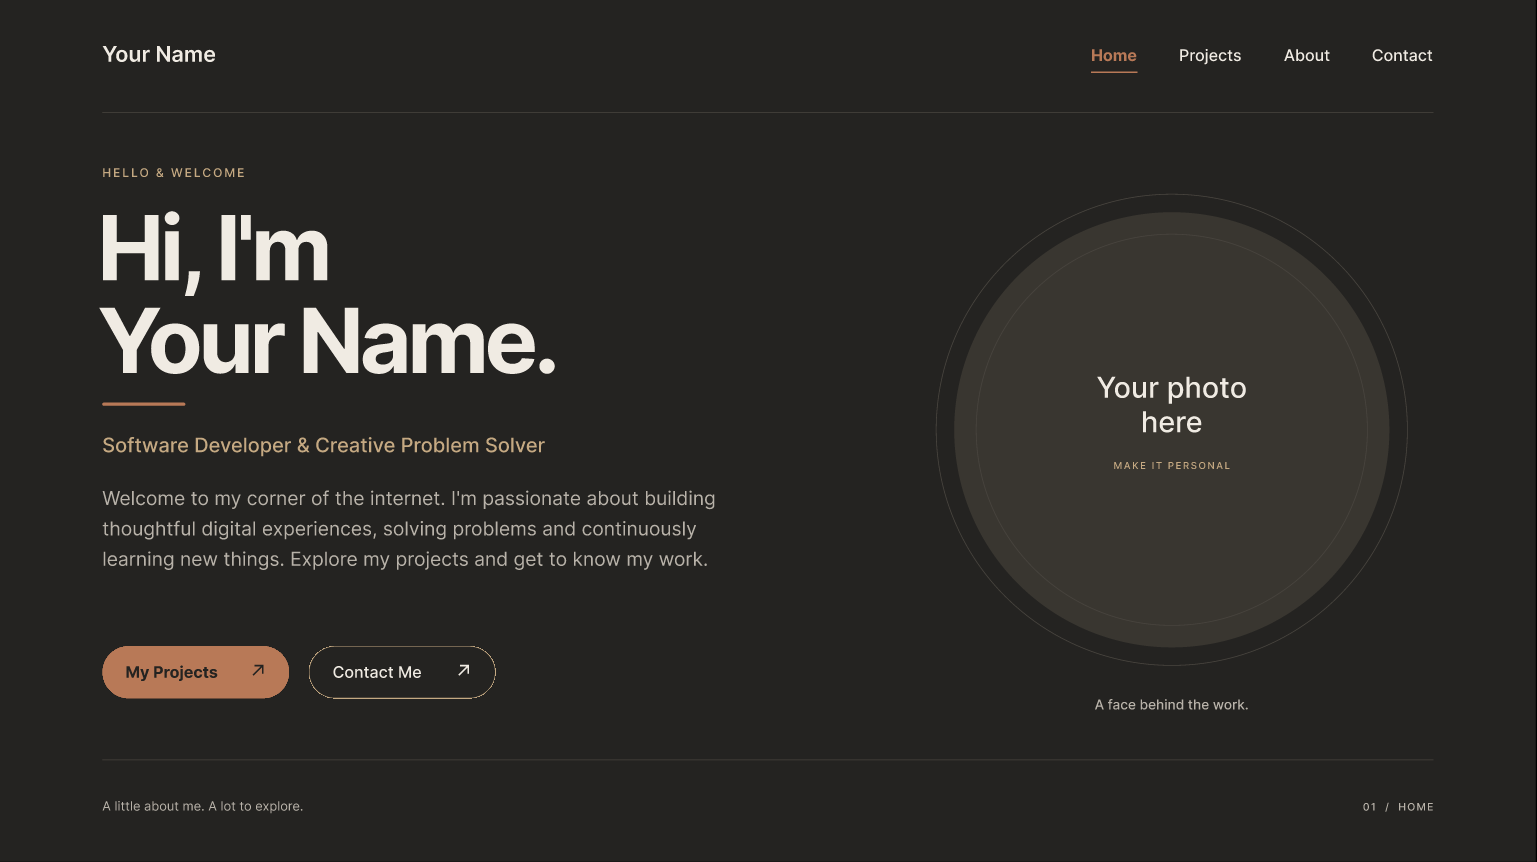 Your Name
Home
Projects
About
Contact
HELLO & WELCOME
Hi, I'm
Your Name.
Software Developer & Creative Problem Solver
Welcome to my corner of the internet. I'm passionate about building
thoughtful digital experiences, solving problems and continuously
learning new things. Explore my projects and get to know my work.
My Projects
Contact Me
Your photo
here
MAKE IT PERSONAL
A face behind the work.
A little about me. A lot to explore.
01 / HOME